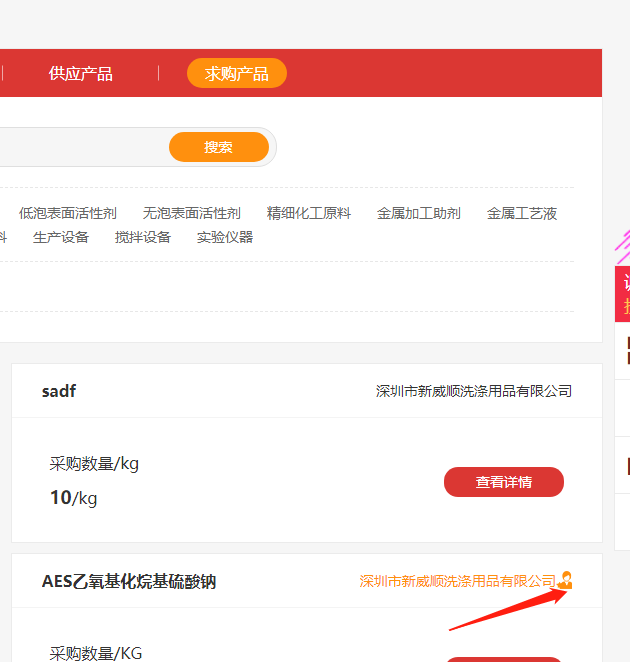 供应产品 求购产品
搜索
低泡表面活性剂 无泡表面活性剂 精细化工原料 金属加工助剂 金属工艺液
料 生产设备 搅拌设备 实验仪器
sadf 深圳市新威顺洗涤用品有限公司
采购数量/kg
10/kg 查看详情
AES乙氧基化烷基硫酸钠 深圳市新威顺洗涤用品有限公司
采购数量/KG